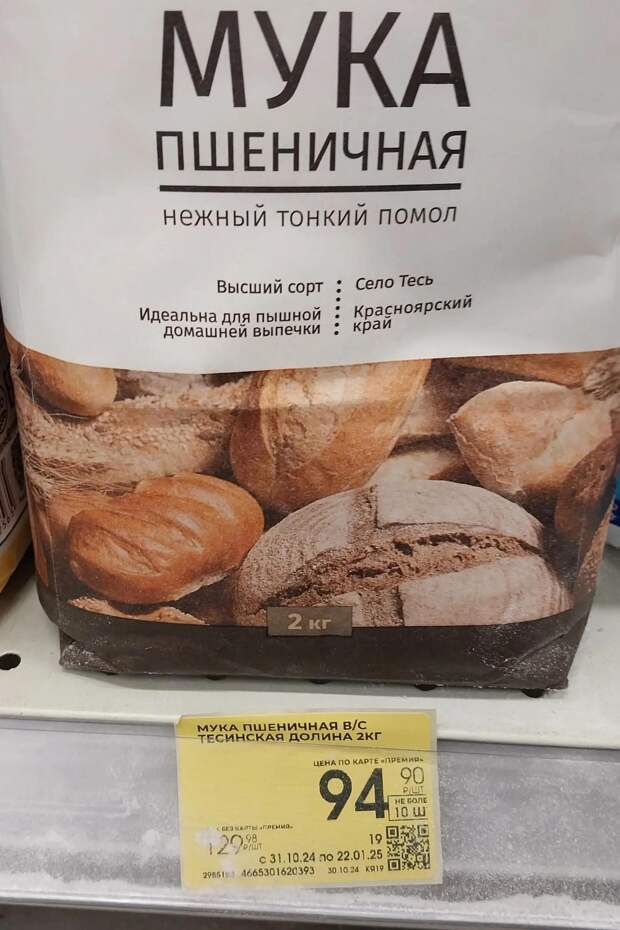 МУКА
ПШЕНИЧНАЯ
нежный тонкий помол
Высший сорт
Идеальна для пышной
домашней выпечки
Село Тесь
Красноярский
край
2 кг
МУКА ПШЕНИЧНАЯ В/С
ТЕСИНСКАЯ ДОЛИНА 2КГ
ЦЕНА ПО КАРТЕ «ПРЕМИЯ»
94 90
Р/ШТ
НЕ БОЛЕ
10 Ш
БЕЗ КАРТЫ «ПРЕМИЯ»
129 98
Р/ШТ
19
с 31.10.24 по 22.01.25
4665301620393 30.10.24 КЯ19